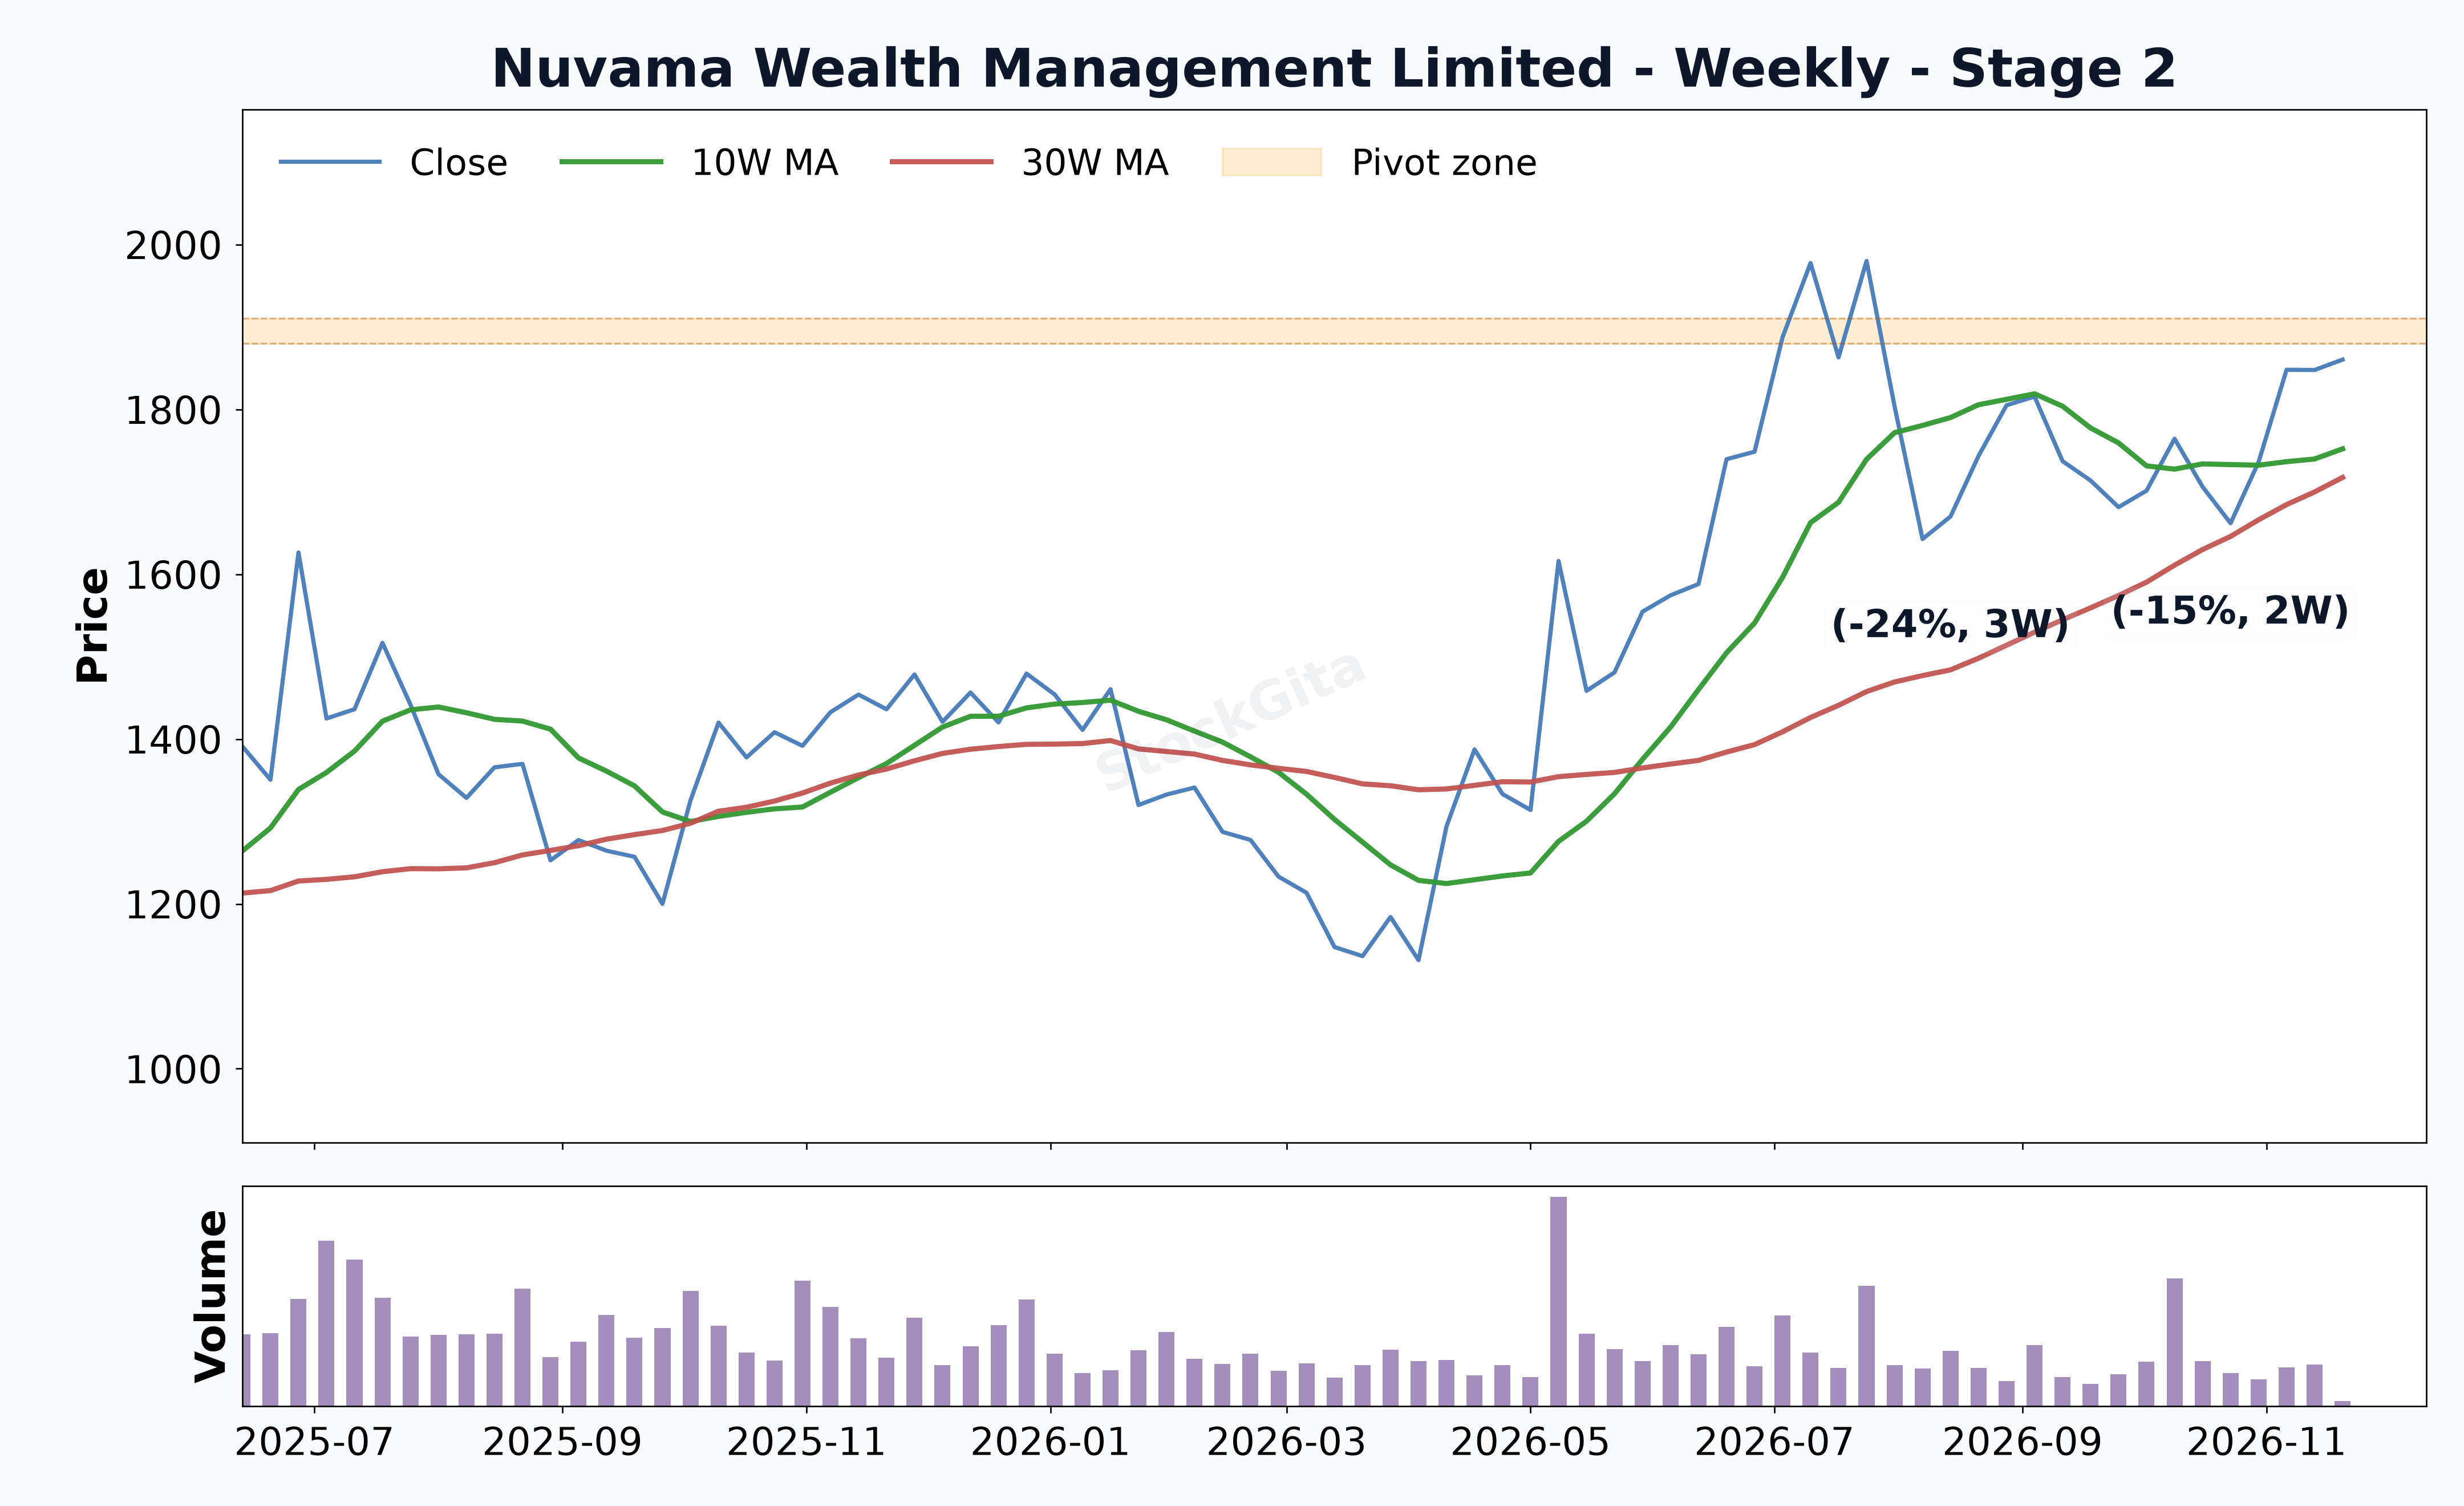 Nuvama Wealth Management Limited - Weekly - Stage 2
Close 10W MA 30W MA Pivot zone
2000
1800
1600
1400
1200
1000
Price
(-24%, 3W)
(-15%, 2W)
StockGita
Volume
2025-07 2025-09 2025-11 2026-01 2026-03 2026-05 2026-07 2026-09 2026-11